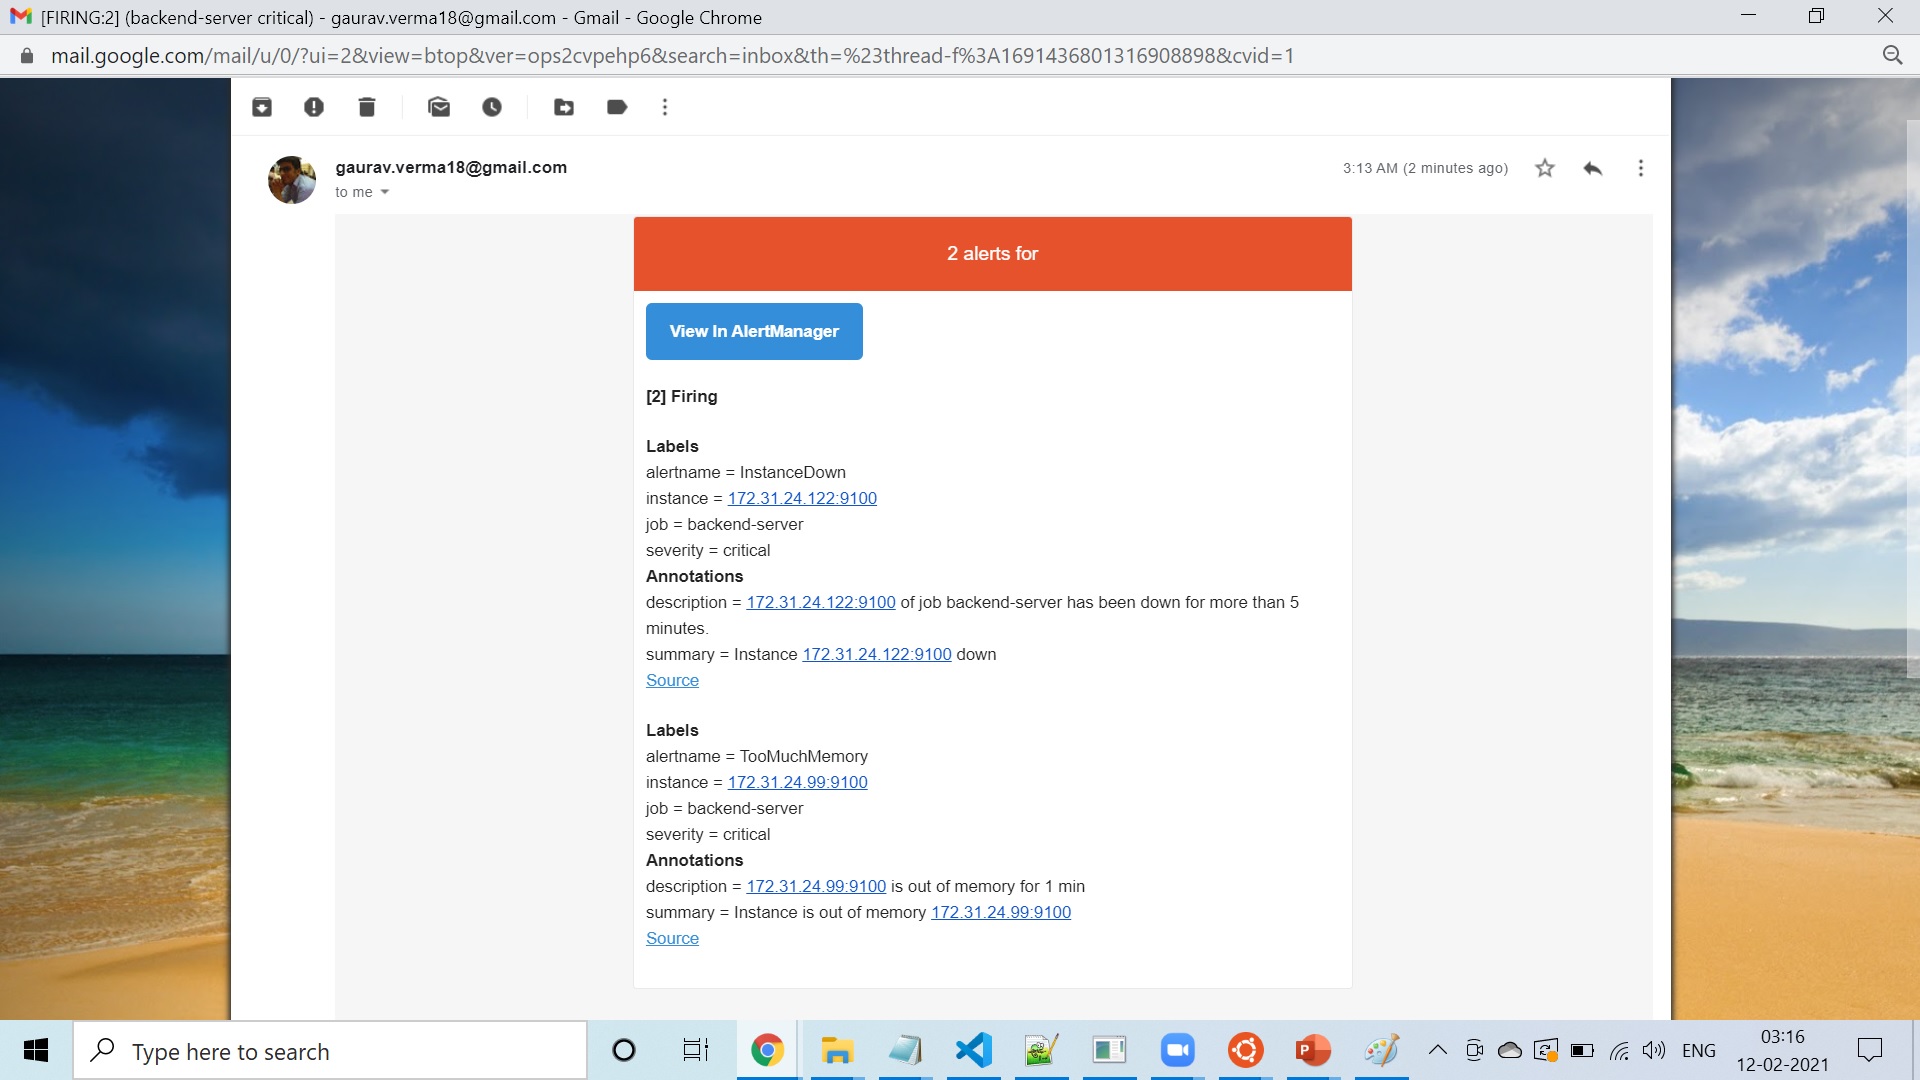 [FIRING:2] (backend-server critical) - gaurav.verma18@gmail.com - Gmail - Google Chrome
mail.google.com/mail/u/0/?ui=2&view=btop&ver=ops2cvpehp6&search=inbox&th=%23thread-f%3A1691436801316908898&cvid=1
gaurav.verma18@gmail.com
3:13 AM (2 minutes ago)
to me
2 alerts for
View In AlertManager
[2] Firing
Labels
alertname = InstanceDown
instance = 172.31.24.122:9100
job = backend-server
severity = critical
Annotations
description = 172.31.24.122:9100 of job backend-server has been down for more than 5
minutes.
summary = Instance 172.31.24.122:9100 down
Source
Labels
alertname = TooMuchMemory
instance = 172.31.24.99:9100
job = backend-server
severity = critical
Annotations
description = 172.31.24.99:9100 is out of memory for 1 min
summary = Instance is out of memory 172.31.24.99:9100
Source
Type here to search
P
ENG
03:16
12-02-2021